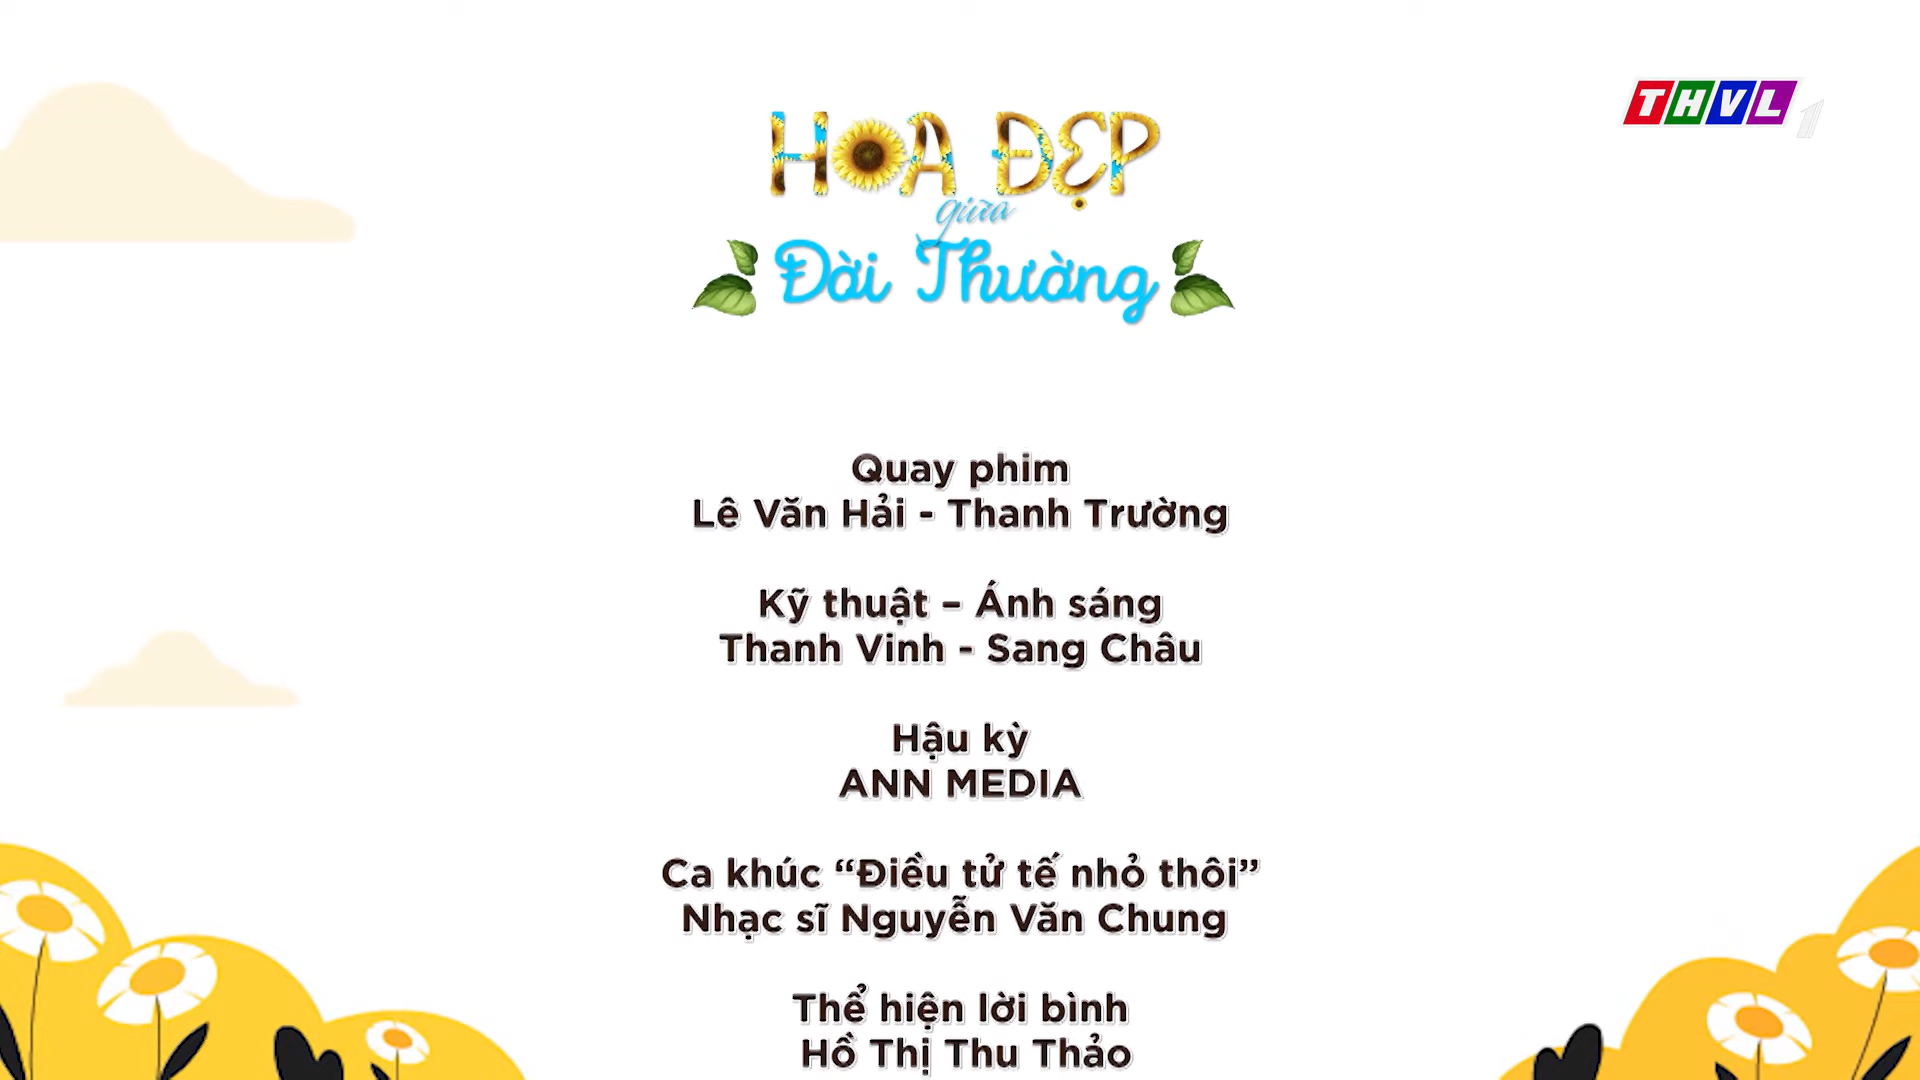 THVL 1
HOA ĐẸP
giữa
Đời Thường
Quay phim
Lê Văn Hải - Thanh Trường
Kỹ thuật – Ánh sáng
Thanh Vinh - Sang Châu
Hậu kỳ
ANN MEDIA
Ca khúc “Điều tử tế nhỏ thôi”
Nhạc sĩ Nguyễn Văn Chung
Thể hiện lời bình
Hồ Thị Thu Thảo